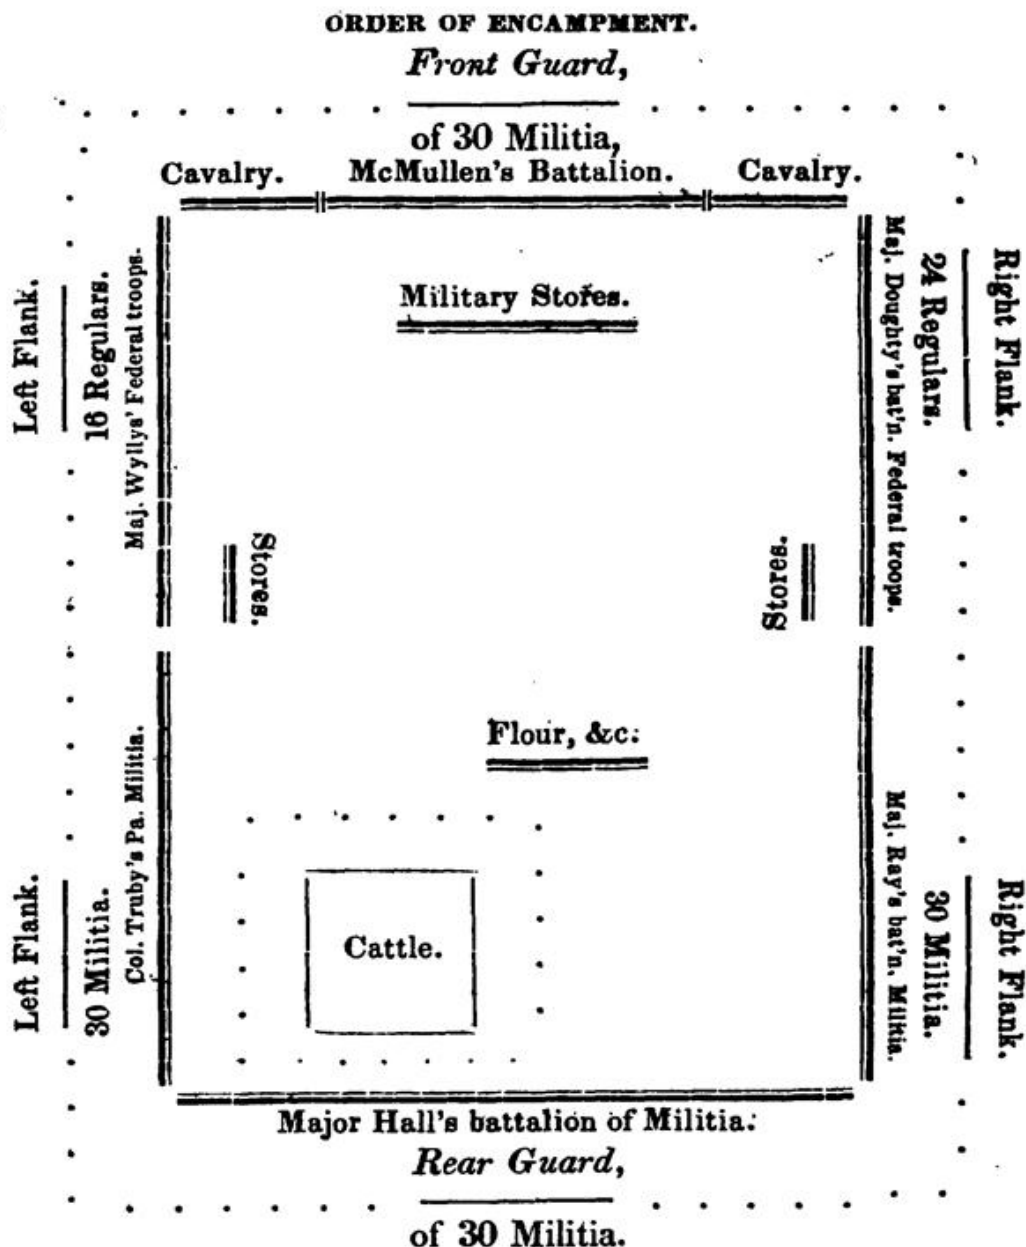 ORDER OF ENCAMPMENT.
Front Guard,
of 30 Militia,
Cavalry. McMullen's Battalion. Cavalry.
Left Flank.
16 Regulars.
Maj. Wyllys' Federal troops.
Military Stores.
Maj. Doughty's bat'n. Federal troops.
24 Regulars.
Right Flank.
Stores.
Stores.
Flour, &c.
Left Flank.
30 Militia.
Col. Truby's Pa. Militia.
Cattle.
Maj. Ray's bat'n. Militia.
30 Militia.
Right Flank.
Major Hall's battalion of Militia.
Rear Guard,
of 30 Militia.